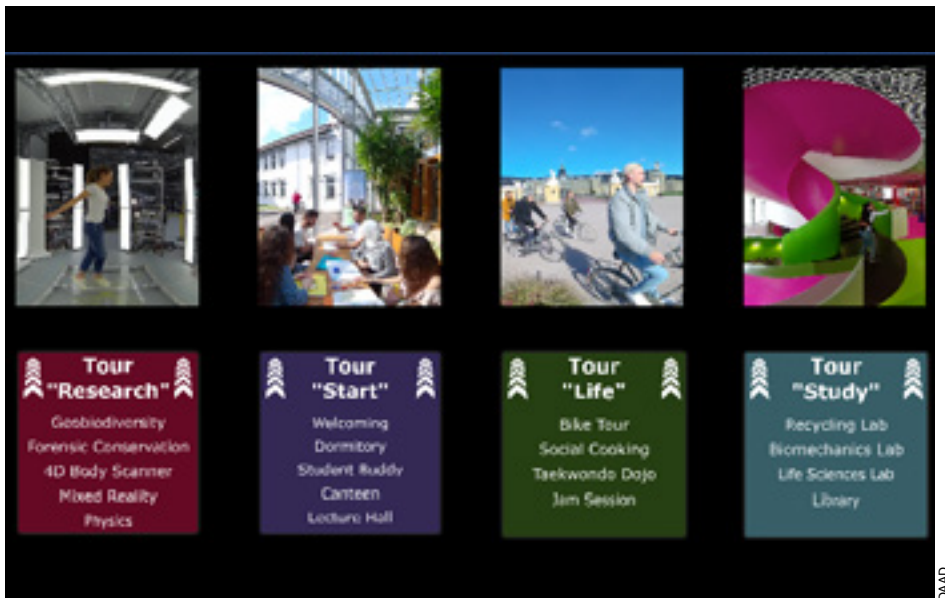 Tour
"Research"
Geobiodiversity
Forensic Conservation
4D Body Scanner
Mixed Reality
Physics
Tour
"Start"
Welcoming
Dormitory
Student Buddy
Canteen
Lecture Hall
Tour
"Life"
Bike Tour
Social Cooking
Taekwondo Dojo
Jam Session
Tour
"Study"
Recycling Lab
Biomechanics Lab
Life Sciences Lab
Library
DAAD